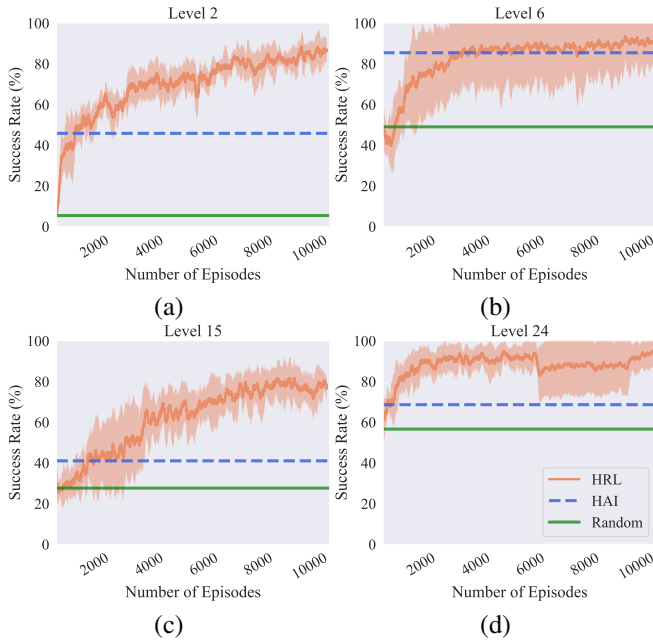 Level 2
100
80
60
40
20
0
Success Rate (%)
2000 4000 6000 8000 10000
Number of Episodes
(a)
Level 6
100
80
60
40
20
0
Success Rate (%)
2000 4000 6000 8000 10000
Number of Episodes
(b)
Level 15
100
80
60
40
20
0
Success Rate (%)
2000 4000 6000 8000 10000
Number of Episodes
(c)
Level 24
100
80
60
40
20
0
Success Rate (%)
HRL
HAI
Random
2000 4000 6000 8000 10000
Number of Episodes
(d)